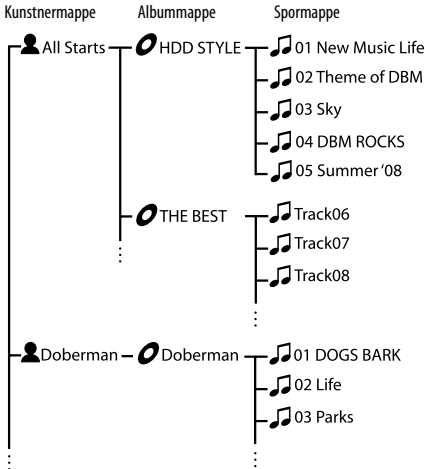 Kunstnermappe Albummappe Spormappe
All Starts HDD STYLE 01 New Music Life
02 Theme of DBM
03 Sky
04 DBM ROCKS
05 Summer ‘08
THE BEST Track06
Track07
Track08
Doberman Doberman 01 DOGS BARK
02 Life
03 Parks